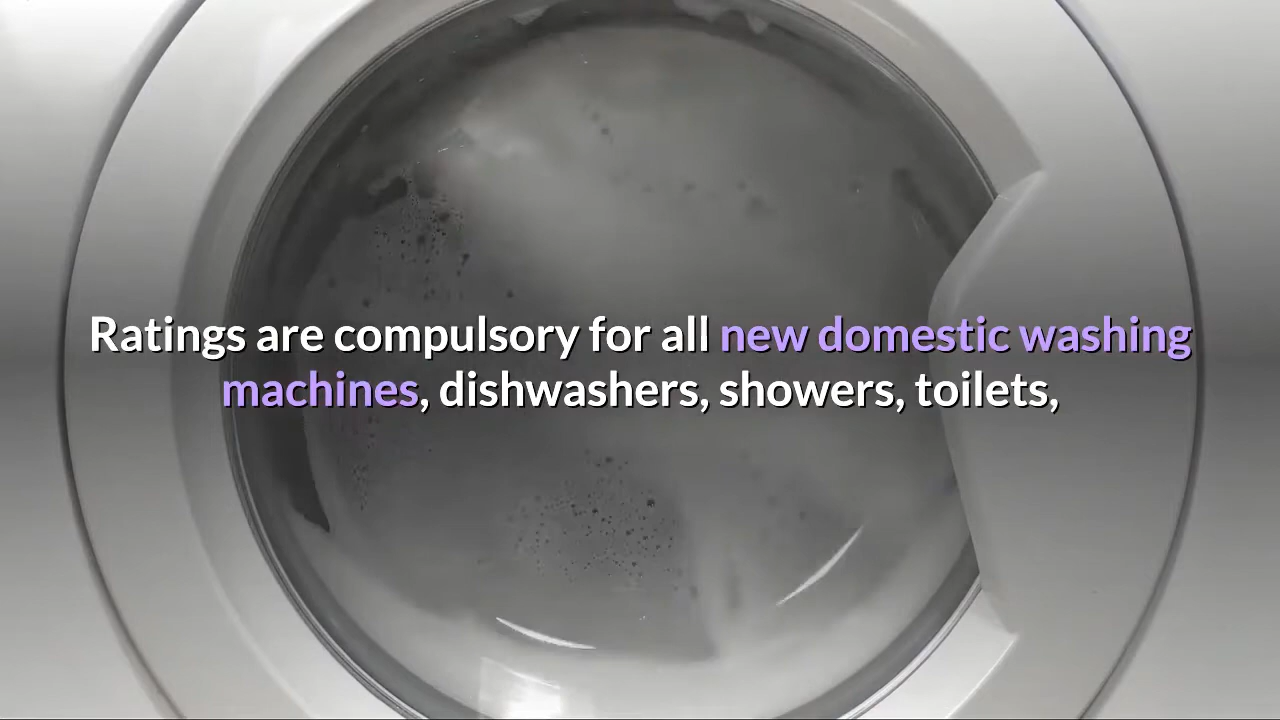 Ratings are compulsory for all new domestic washing
machines, dishwashers, showers, toilets,